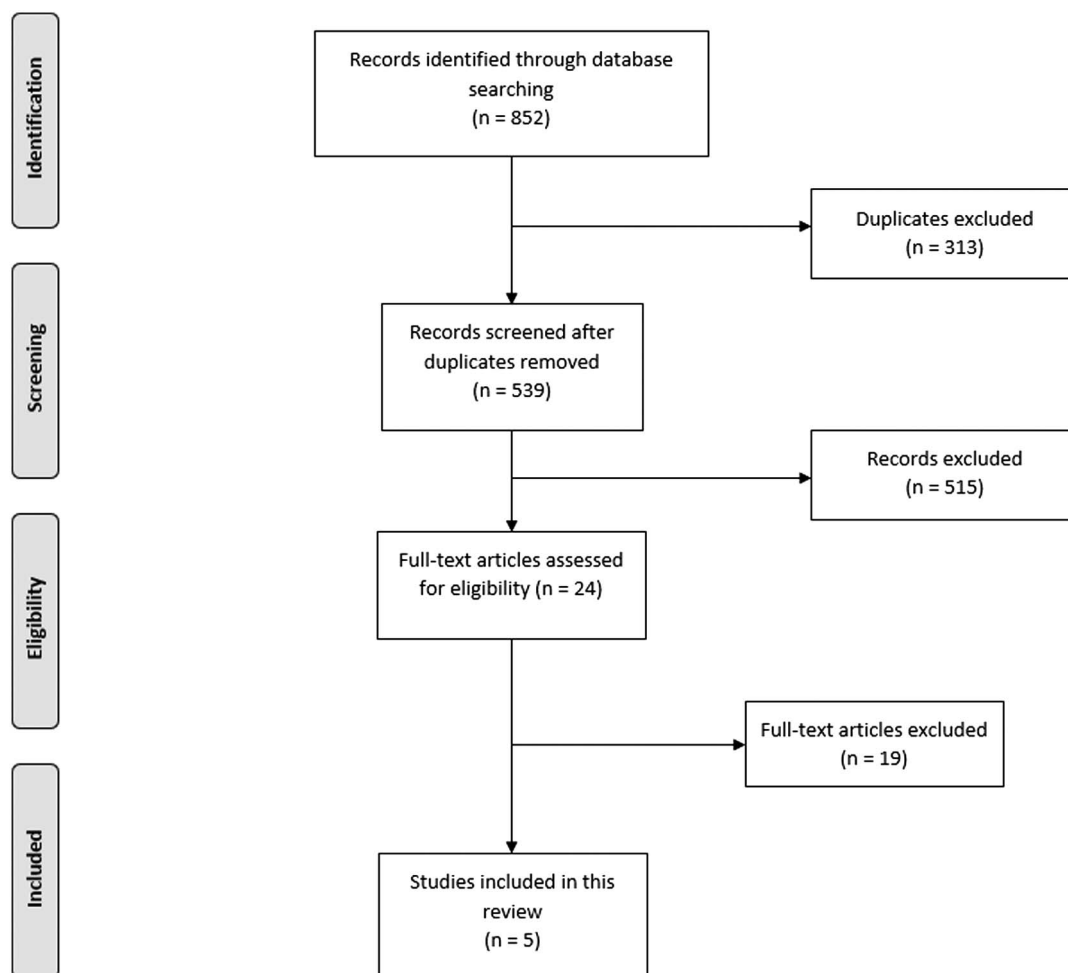 Identification
Records identified through database
searching
(n = 852)
Duplicates excluded
(n = 313)
Screening
Records screened after
duplicates removed
(n = 539)
Records excluded
(n = 515)
Eligibility
Full-text articles assessed
for eligibility (n = 24)
Full-text articles excluded
(n = 19)
Included
Studies included in this
review
(n = 5)